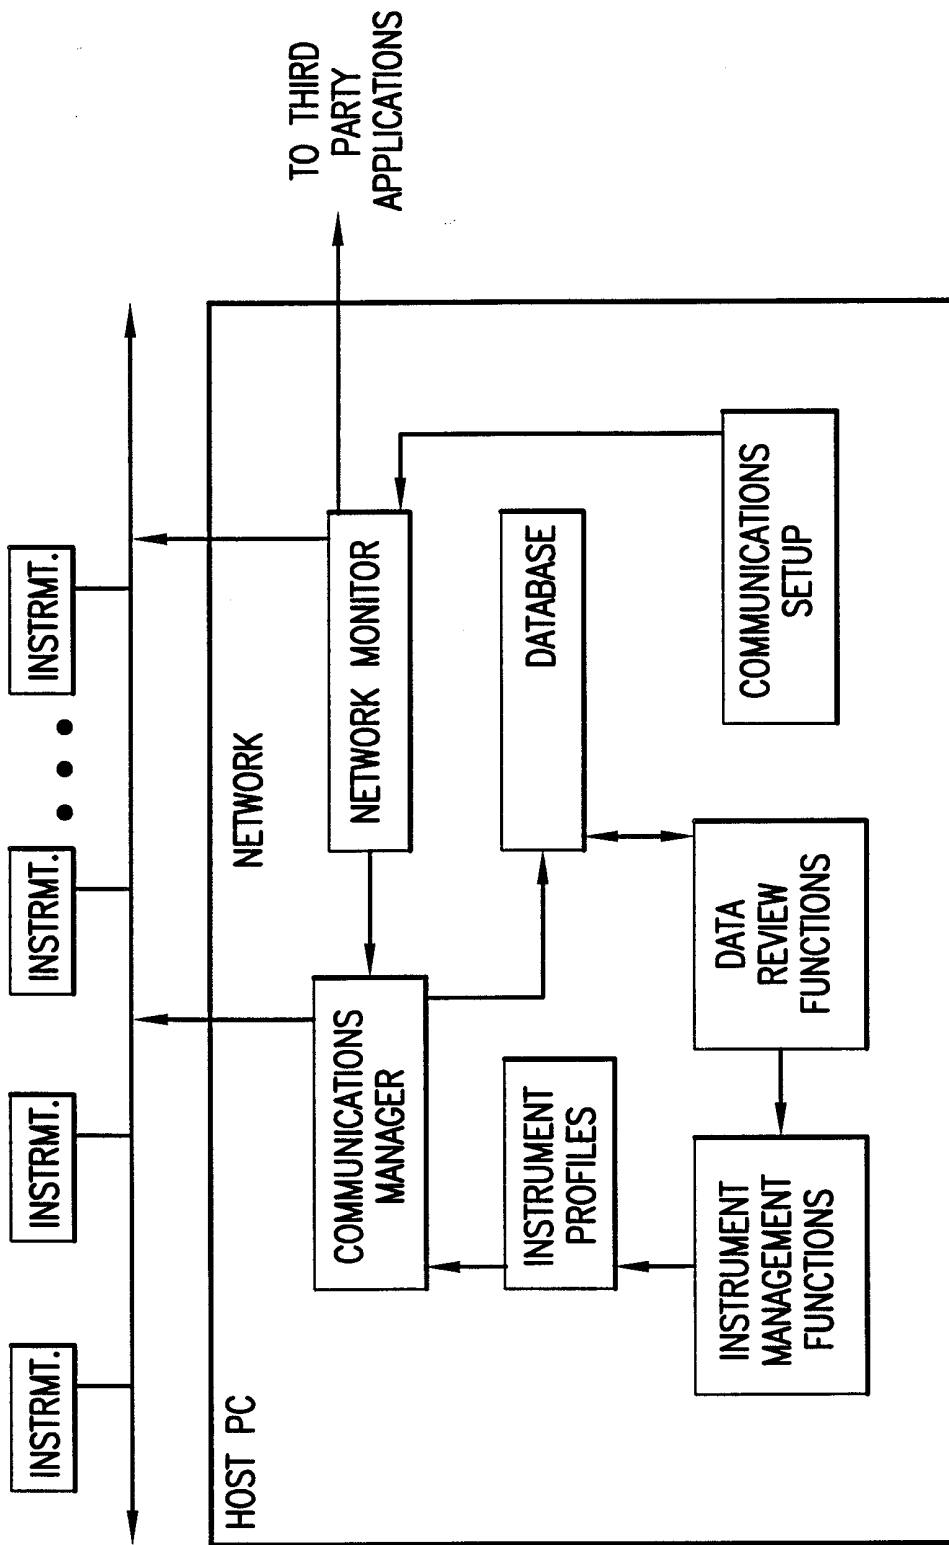 INSTRMT.
INSTRMT.
INSTRMT.
INSTRMT.
HOST PC
NETWORK
TO THIRD
PARTY
APPLICATIONS
COMMUNICATIONS
MANAGER
NETWORK MONITOR
INSTRUMENT
PROFILES
DATABASE
INSTRUMENT
MANAGEMENT
FUNCTIONS
DATA
REVIEW
FUNCTIONS
COMMUNICATIONS
SETUP